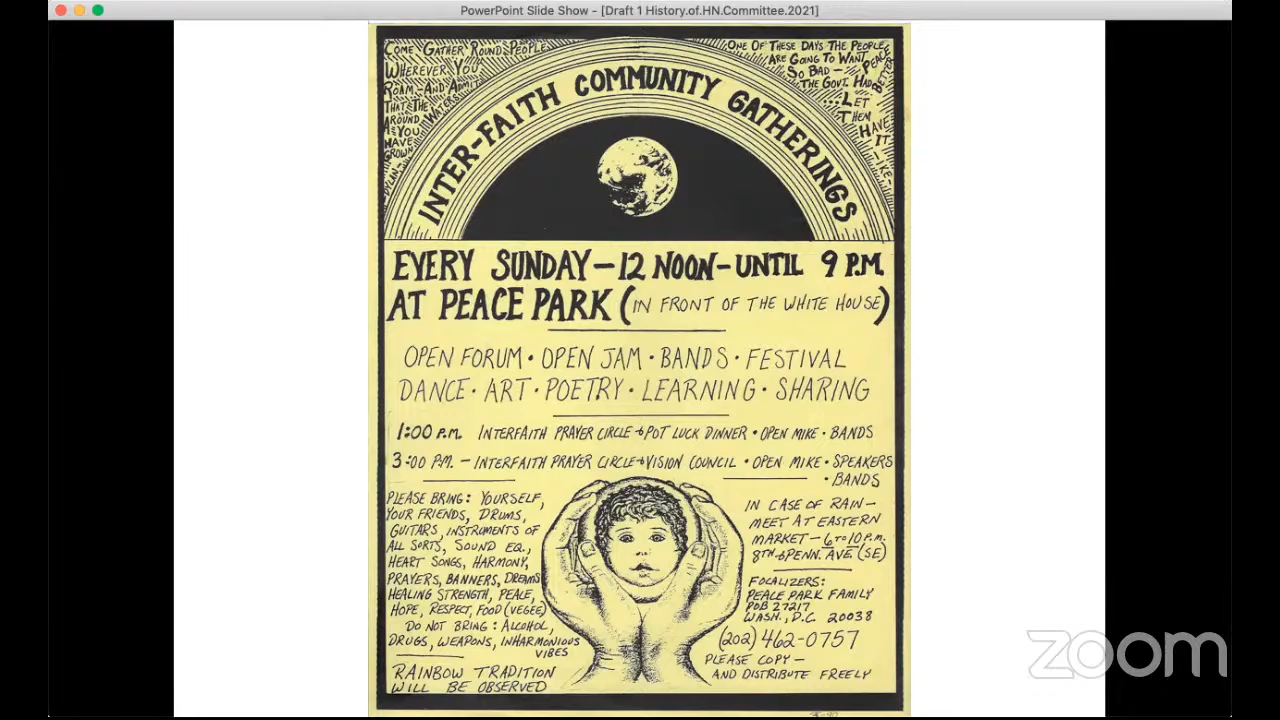 PowerPoint Slide Show - [Draft 1 History.of.HN.Committee.2021]
COME GATHER ROUND PEOPLE
WHEREVER YOU
ROAM - AND ADMIT
THAT THE WATERS
AROUND
YOU
HAVE
GROWN
DYLAN
ONE OF THESE DAYS THE PEOPLE
ARE GOING TO WANT PEACE
SO BAD -
THE GOVT. HAD BETTER
...LET
THEM
HAVE
IT
-IKE-
INTER-FAITH COMMUNITY GATHERINGS
EVERY SUNDAY - 12 NOON - UNTIL 9 P.M.
AT PEACE PARK (IN FRONT OF THE WHITE HOUSE)
OPEN FORUM · OPEN JAM · BANDS · FESTIVAL
DANCE · ART · POETRY · LEARNING · SHARING
1:00 P.M. INTERFAITH PRAYER CIRCLE & POT LUCK DINNER · OPEN MIKE · BANDS
3:00 P.M. - INTERFAITH PRAYER CIRCLE & VISION COUNCIL · OPEN MIKE · SPEAKERS
· BANDS
PLEASE BRING: YOURSELF,
YOUR FRIENDS, DRUMS,
GUITARS, INSTRUMENTS OF
ALL SORTS, SOUND EQ.,
HEART SONGS, HARMONY,
PRAYERS, BANNERS, DREAMS
HEALING STRENGTH, PEACE,
HOPE, RESPECT, FOOD (VEGEE)
DO NOT BRING: ALCOHOL,
DRUGS, WEAPONS, INHARMONIOUS
VIBES
RAINBOW TRADITION
WILL BE OBSERVED
IN CASE OF RAIN -
MEET AT EASTERN
MARKET - 6 TO 10 P.M.
8TH & PENN. AVE. (SE)
FOCALIZERS:
PEACE PARK FAMILY
POB 27217
WASH., D.C. 20038
(202) 462-0757
PLEASE COPY -
AND DISTRIBUTE FREELY
zoom